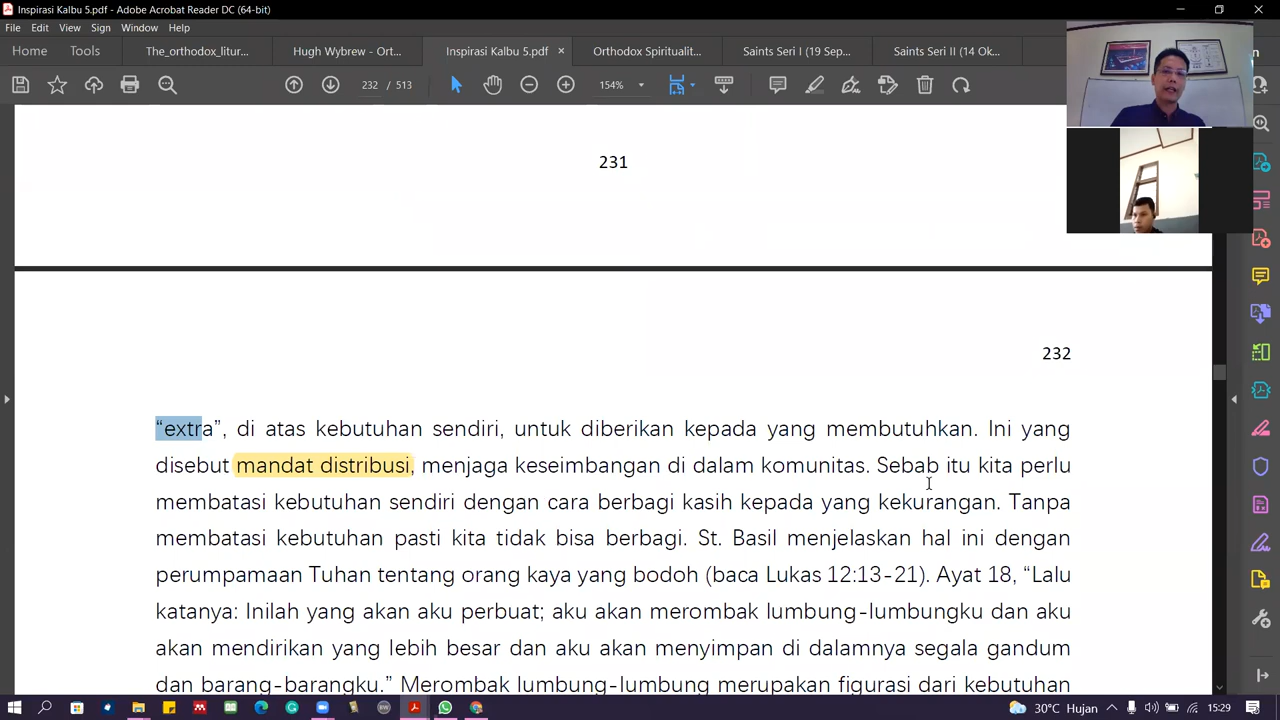 Inspirasi Kalbu 5.pdf - Adobe Acrobat Reader DC (64-bit)
File Edit View Sign Window Help
Home Tools The_orthodox_litur... Hugh Wybrew - Ort... Inspirasi Kalbu 5.pdf × Orthodox Spiritualit... Saints Seri I (19 Sep... Saints Seri II (14 Ok...
232 / 513 154%
231
232
“extra”, di atas kebutuhan sendiri, untuk diberikan kepada yang membutuhkan. Ini yang
disebut mandat distribusi, menjaga keseimbangan di dalam komunitas. Sebab itu kita perlu
membatasi kebutuhan sendiri dengan cara berbagi kasih kepada yang kekurangan. Tanpa
membatasi kebutuhan pasti kita tidak bisa berbagi. St. Basil menjelaskan hal ini dengan
perumpamaan Tuhan tentang orang kaya yang bodoh (baca Lukas 12:13-21). Ayat 18, “Lalu
katanya: Inilah yang akan aku perbuat; aku akan merombak lumbung-lumbungku dan aku
akan mendirikan yang lebih besar dan aku akan menyimpan di dalamnya segala gandum
dan barang-barangku.” Merombak lumbung-lumbung merupakan figurasi dari kebutuhan
30°C Hujan 15:29